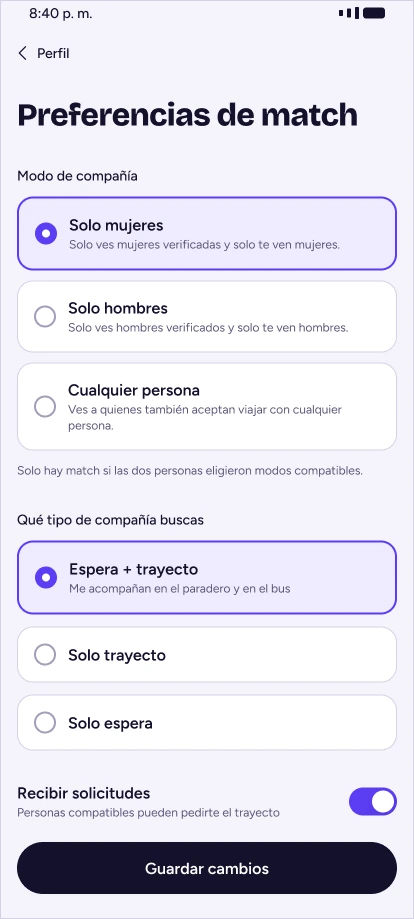 8:40 p. m.
Perfil
Preferencias de match
Modo de compañía
Solo mujeres
Solo ves mujeres verificadas y solo te ven mujeres.
Solo hombres
Solo ves hombres verificados y solo te ven hombres.
Cualquier persona
Ves a quienes también aceptan viajar con cualquier
persona.
Solo hay match si las dos personas eligieron modos compatibles.
Qué tipo de compañía buscas
Espera + trayecto
Me acompañan en el paradero y en el bus
Solo trayecto
Solo espera
Recibir solicitudes
Personas compatibles pueden pedirte el trayecto
Guardar cambios